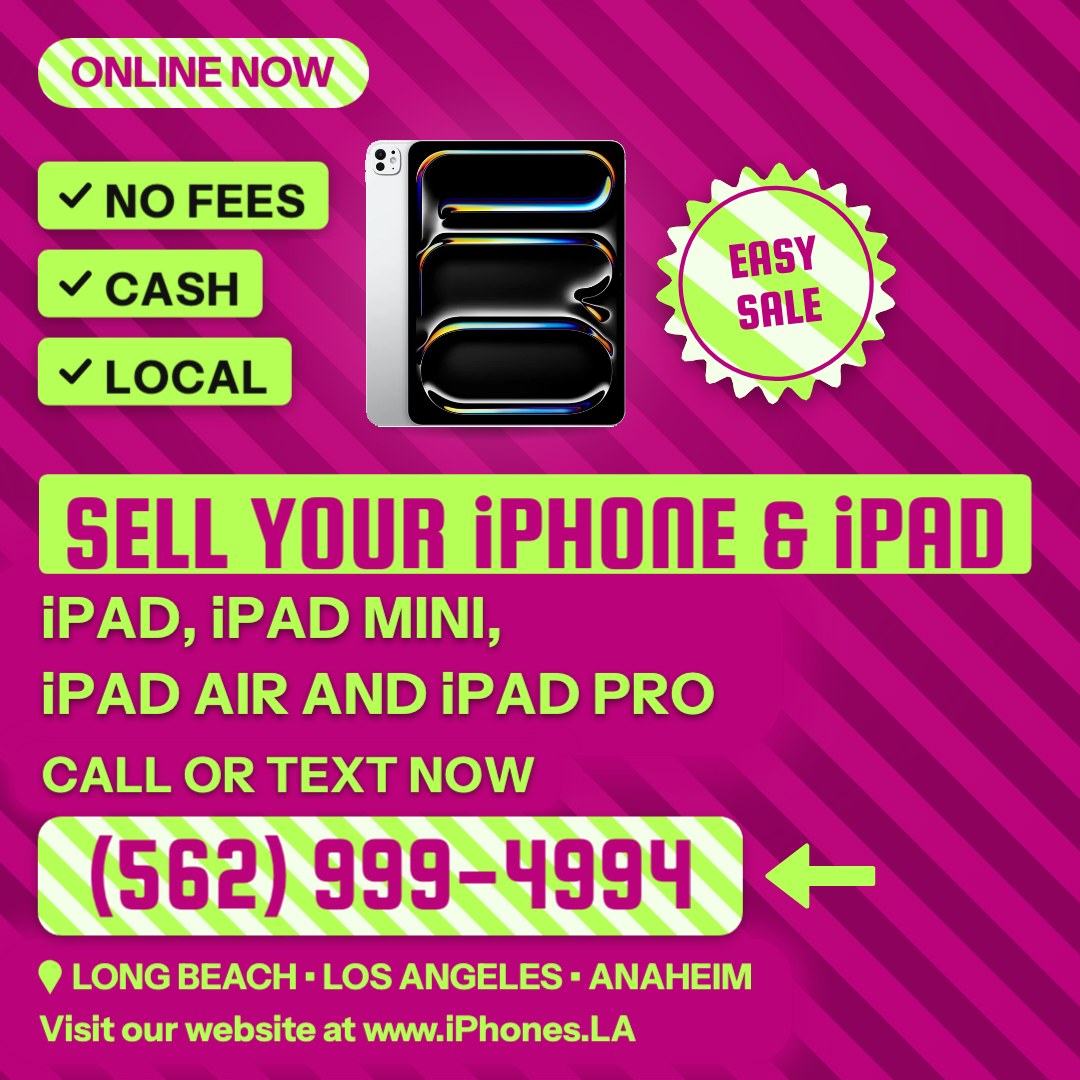 ONLINE NOW
✓ NO FEES
✓ CASH
✓ LOCAL
EASY
SALE
SELL YOUR iPHONE & iPAD
iPAD, iPAD MINI,
iPAD AIR AND iPAD PRO
CALL OR TEXT NOW
(562) 999-4994
LONG BEACH ▪ LOS ANGELES ▪ ANAHEIM
Visit our website at www.iPhones.LA